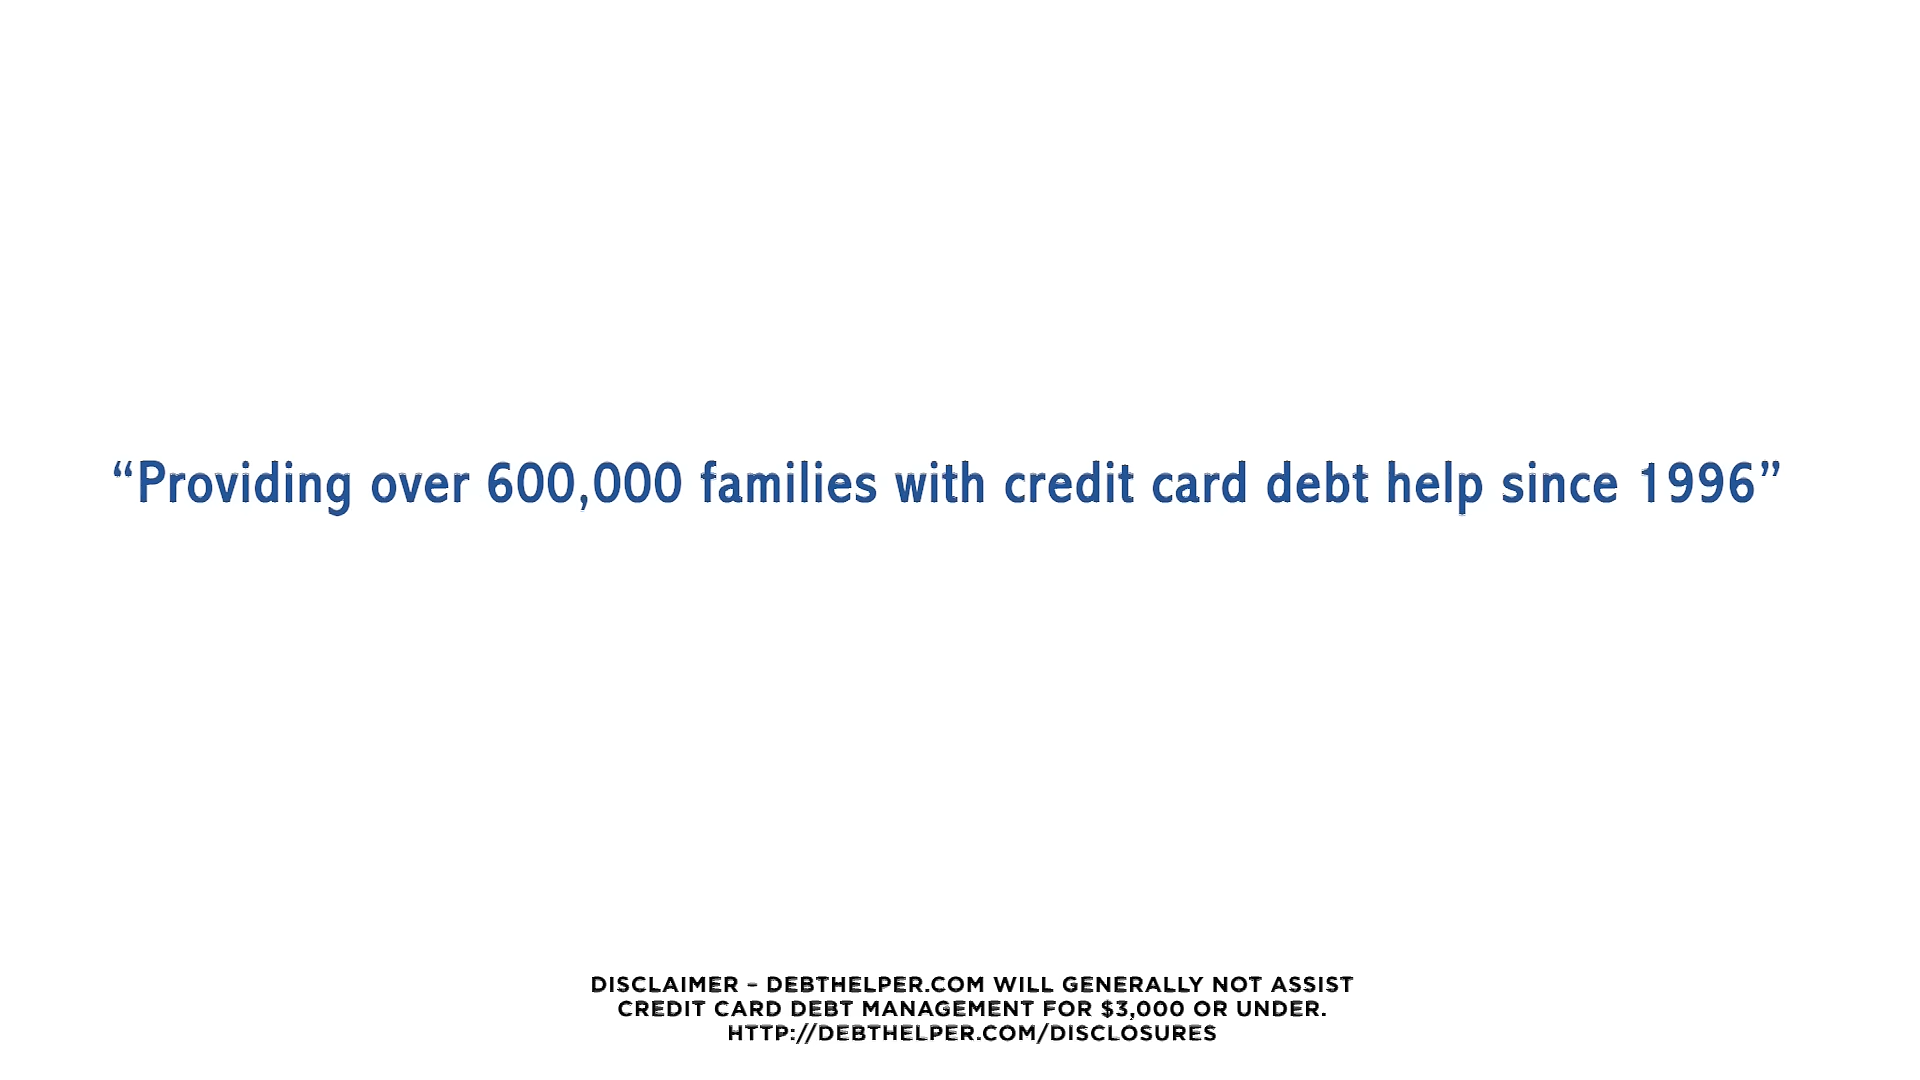 “Providing over 600,000 families with credit card debt help since 1996”
DISCLAIMER – DEBTHELPER.COM WILL GENERALLY NOT ASSIST
CREDIT CARD DEBT MANAGEMENT FOR $3,000 OR UNDER.
HTTP://DEBTHELPER.COM/DISCLOSURES